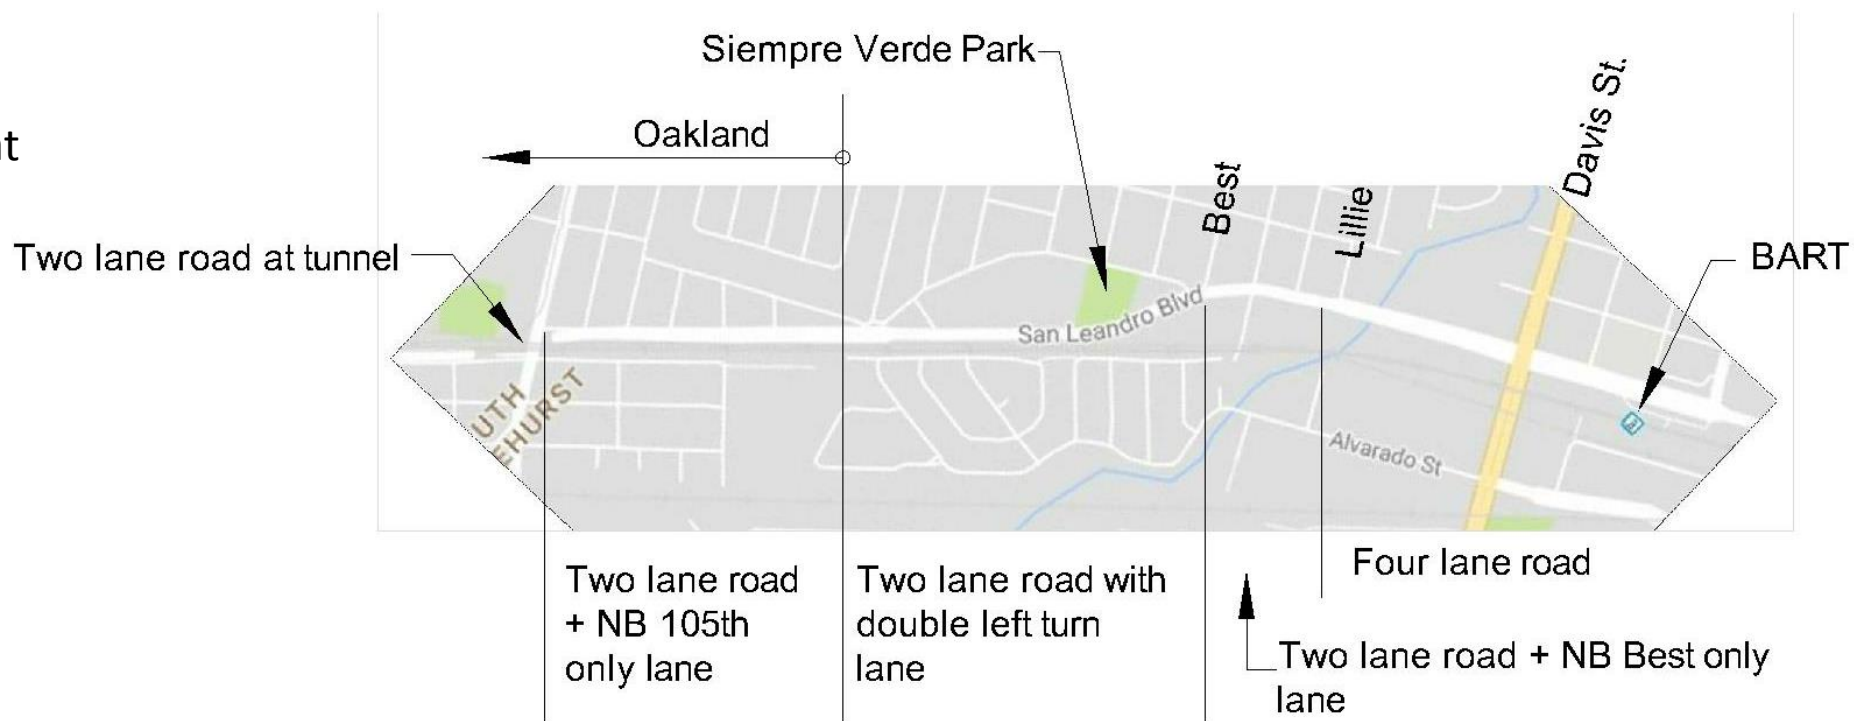 Siempre Verde Park
Oakland
Davis St.
Best
Lillie
Two lane road at tunnel
BART
San Leandro Blvd
UTH
EHURST
Alvarado St
Four lane road
Two lane road
+ NB 105th
only lane
Two lane road with
double left turn
lane
Two lane road + NB Best only
lane